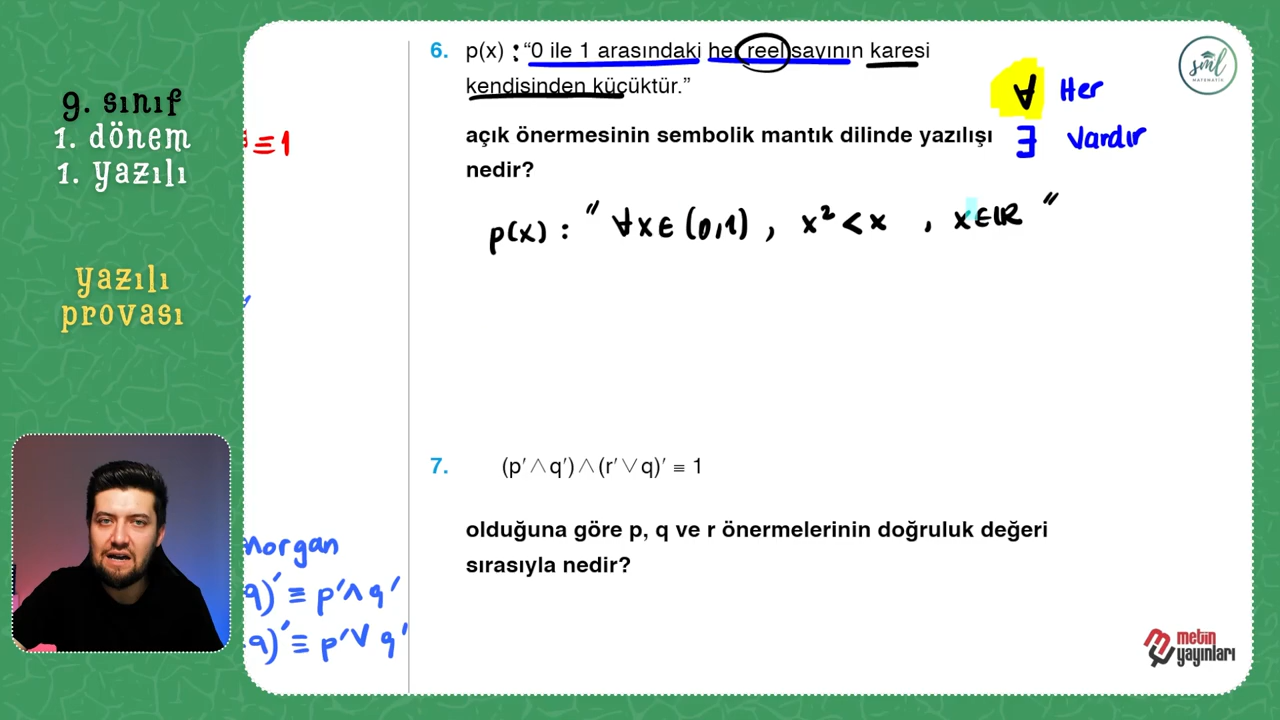 9. sınıf
1. dönem
1. yazılı
yazılı
provası
≡1
6. p(x) : “0 ile 1 arasındaki her reel sayının karesi
kendisinden küçüktür.”
açık önermesinin sembolik mantık dilinde yazılışı
nedir?
∀ Her
∃ Vardır
p(x) : " ∀x∈(0,1) , x² < x , x∈ℝ "
7. (p′∧q′)∧(r′∨q)′ ≡ 1
olduğuna göre p, q ve r önermelerinin doğruluk değeri
sırasıyla nedir?
morgan
q)′ ≡ p′∧q′
q)′ ≡ p′∨q′
sml
MATEMATİK
metin
yayınları